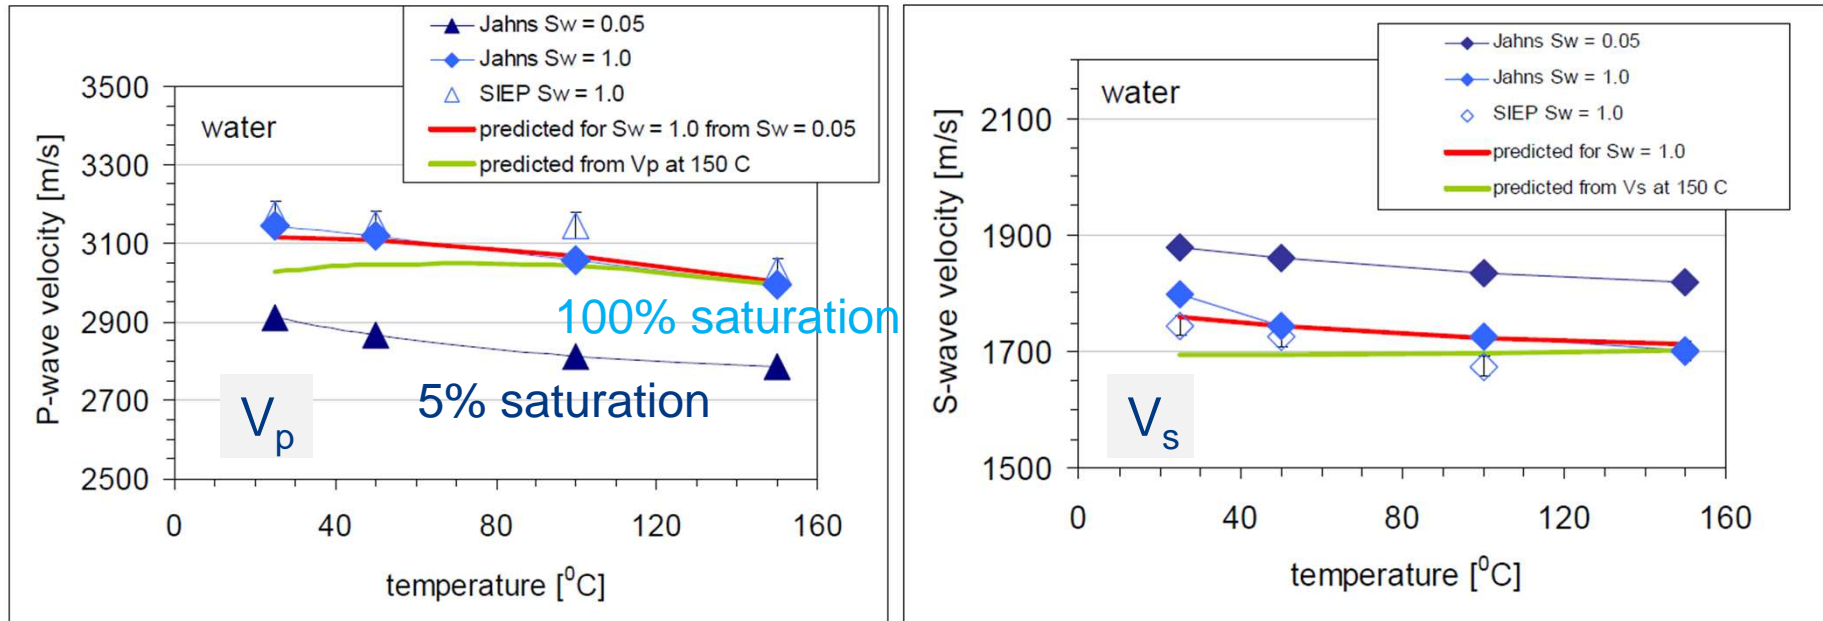 Jahns Sw = 0.05
Jahns Sw = 1.0
SIEP Sw = 1.0
predicted for Sw = 1.0 from Sw = 0.05
predicted from Vp at 150 C
water
P-wave velocity [m/s]
3500
3300
3100
2900
2700
2500
100% saturation
5% saturation
Vp
0 40 80 120 160
temperature [⁰C]
Jahns Sw = 0.05
Jahns Sw = 1.0
SIEP Sw = 1.0
predicted for Sw = 1.0
predicted from Vs at 150 C
water
S-wave velocity [m/s]
2100
1900
1700
1500
Vs
0 40 80 120 160
temperature [⁰C]